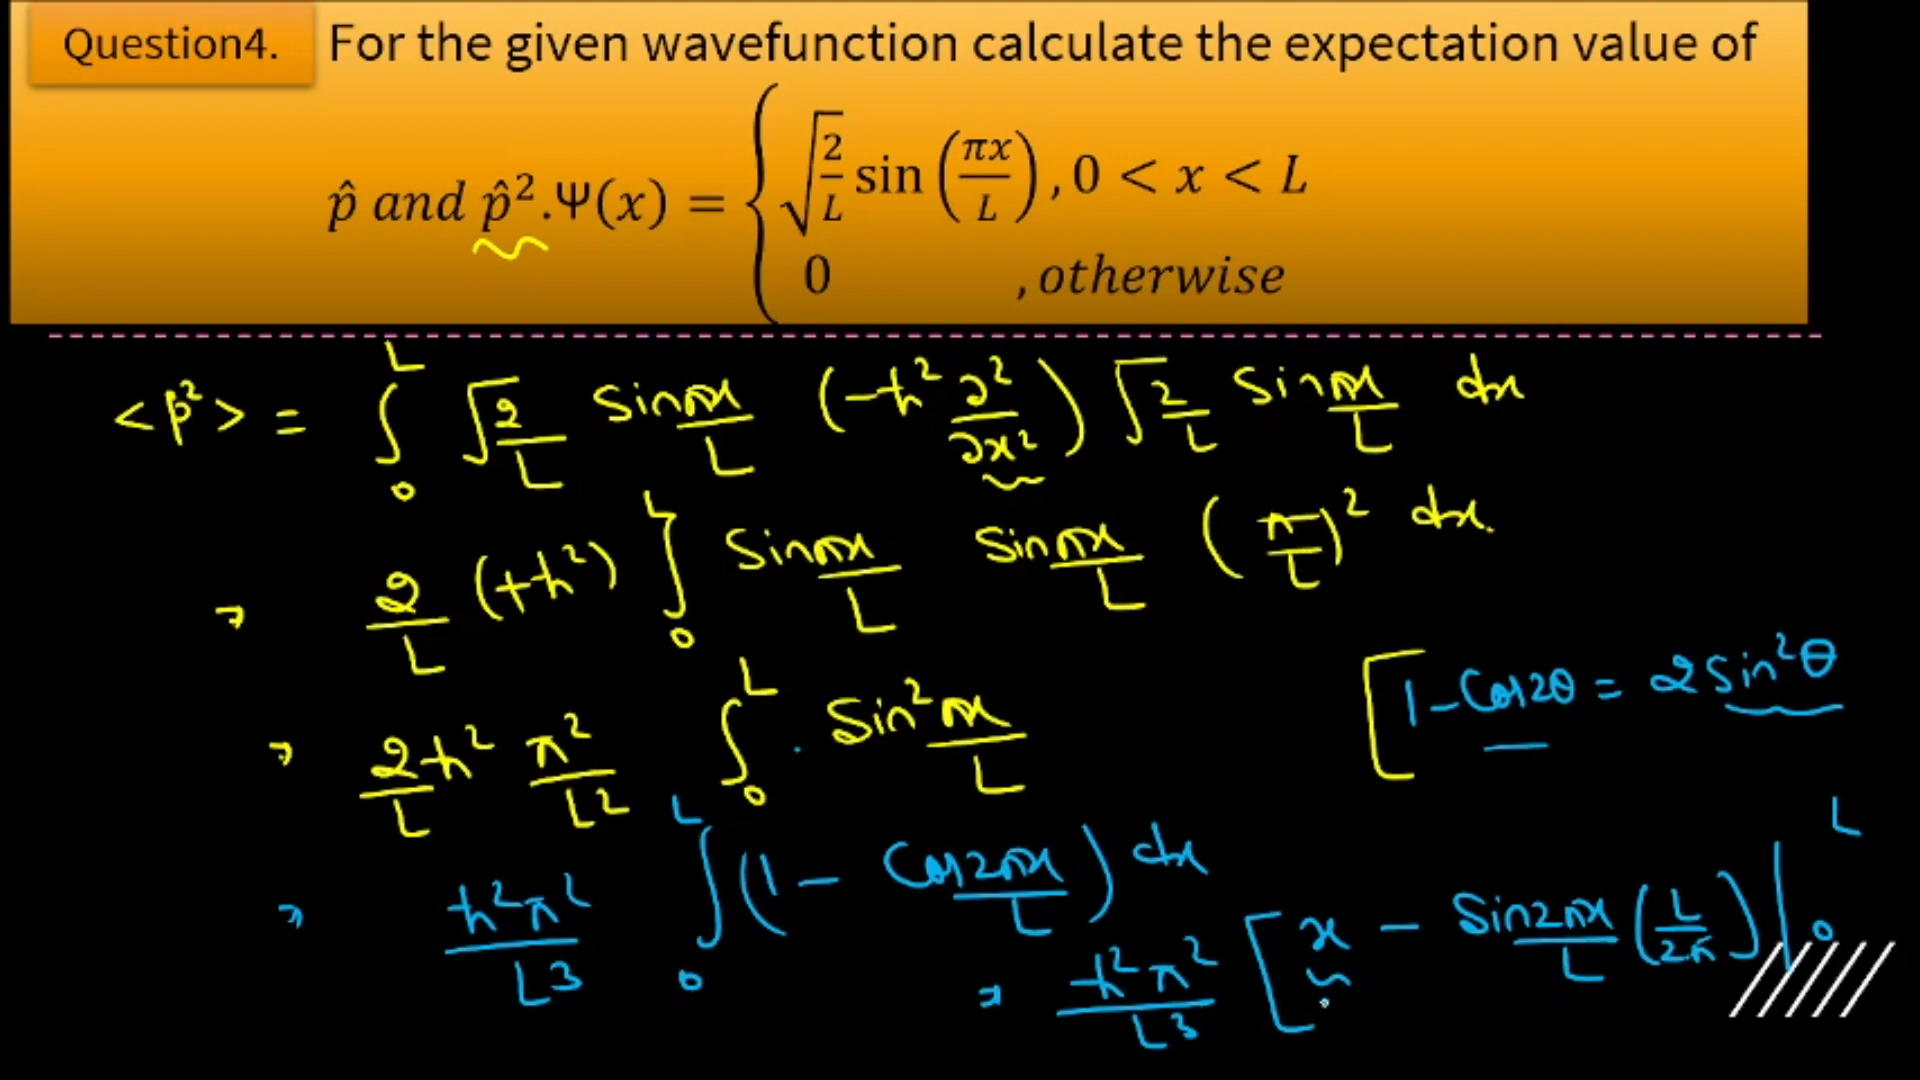 Question4. For the given wavefunction calculate the expectation value of
p̂ and p̂².Ψ(x) = { √(2/L) sin(πx/L), 0 < x < L
0 , otherwise
<p²> = ∫₀ᴸ √(2/L) Sin πx/L (-ħ² ∂²/∂x²) √(2/L) Sin πx/L dx
⇒ 2/L (+ħ²) ∫₀ᴸ Sin πx/L Sin πx/L (π/L)² dx.
[1-Cos2θ = 2Sin²θ
⇒ 2ħ²/L π²/L² ∫₀ᴸ Sin² πx/L
⇒ ħ²π²/L3 ∫₀ᴸ (1 - Cos 2πx/L) dx
⇒ ħ²π²/L3 [x - Sin 2πx/L (L/2π)]|₀ᴸ